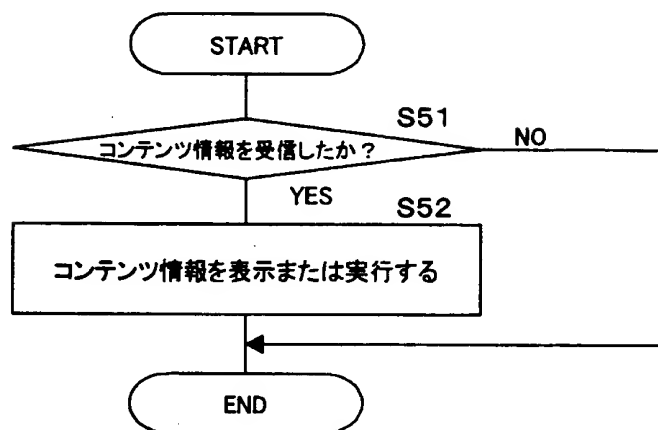 START
S51
コンテンツ情報を受信したか？
NO
YES
S52
コンテンツ情報を表示または実行する
END